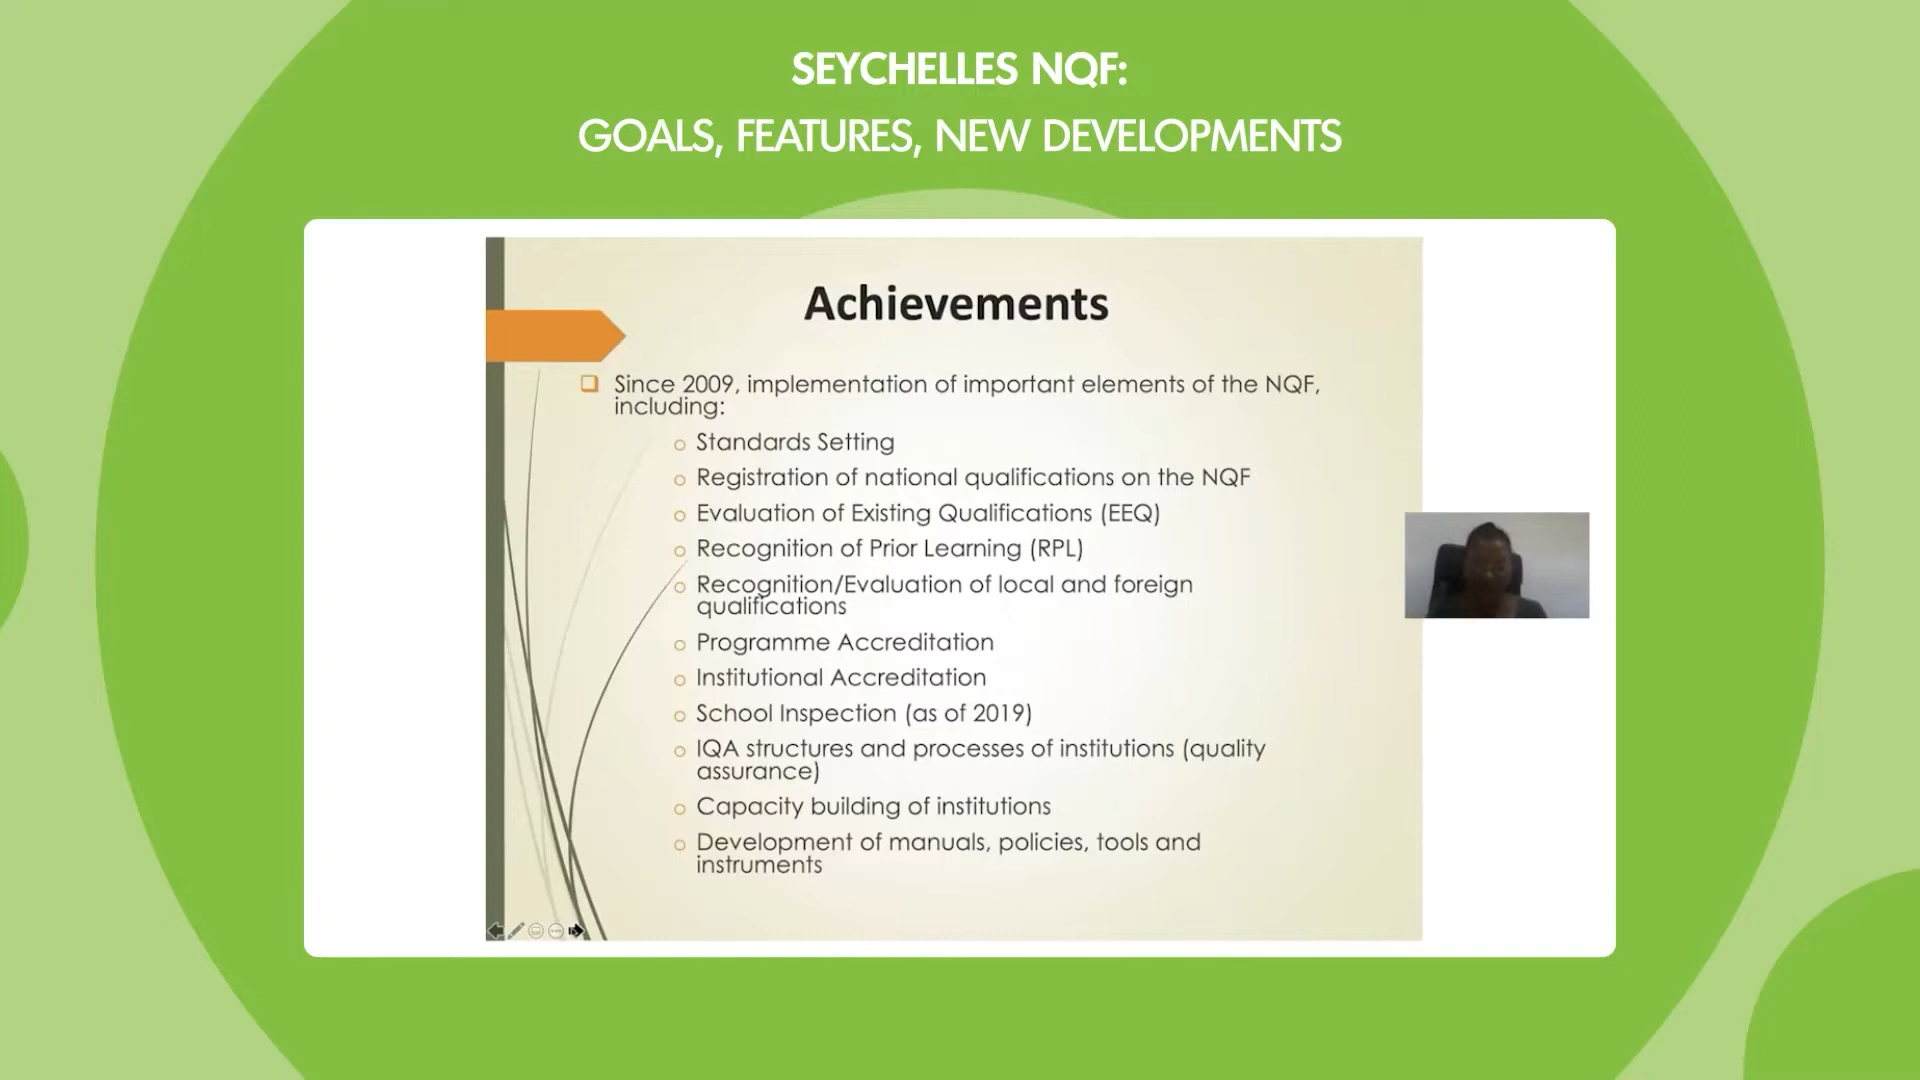 SEYCHELLES NQF:
GOALS, FEATURES, NEW DEVELOPMENTS
Achievements
Since 2009, implementation of important elements of the NQF,
including:
Standards Setting
Registration of national qualifications on the NQF
Evaluation of Existing Qualifications (EEQ)
Recognition of Prior Learning (RPL)
Recognition/Evaluation of local and foreign
qualifications
Programme Accreditation
Institutional Accreditation
School Inspection (as of 2019)
IQA structures and processes of institutions (quality
assurance)
Capacity building of institutions
Development of manuals, policies, tools and
instruments